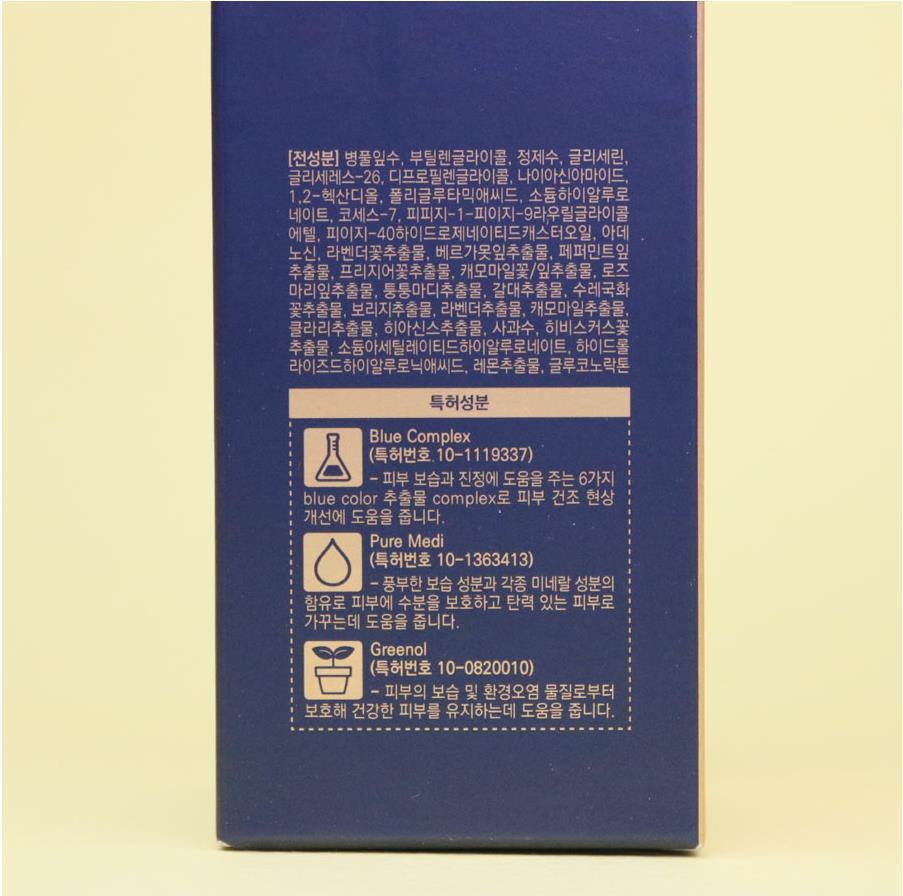 [전성분] 병풀잎수, 부틸렌글라이콜, 정제수, 글리세린,
글리세레스-26, 디프로필렌글라이콜, 나이아신아마이드,
1,2-헥산디올, 폴리글루타믹애씨드, 소듐하이알루로
네이트, 코세스-7, 피피지-1-피이지-9라우릴글라이콜
에텔, 피이지-40하이드로제네이티드캐스터오일, 아데
노신, 라벤더꽃추출물, 베르가못잎추출물, 페퍼민트잎
추출물, 프리지어꽃추출물, 캐모마일꽃/잎추출물, 로즈
마리잎추출물, 퉁퉁마디추출물, 갈대추출물, 수레국화
꽃추출물, 보리지추출물, 라벤더추출물, 캐모마일추출물,
클라리추출물, 히아신스추출물, 사과수, 히비스커스꽃
추출물, 소듐아세틸레이티드하이알루로네이트, 하이드롤
라이즈드하이알루로닉애씨드, 레몬추출물, 글루코노락톤
특허성분
Blue Complex
(특허번호 10-1119337)
- 피부 보습과 진정에 도움을 주는 6가지
blue color 추출물 complex로 피부 건조 현상
개선에 도움을 줍니다.
Pure Medi
(특허번호 10-1363413)
- 풍부한 보습 성분과 각종 미네랄 성분의
함유로 피부에 수분을 보호하고 탄력 있는 피부로
가꾸는데 도움을 줍니다.
Greenol
(특허번호 10-0820010)
- 피부의 보습 및 환경오염 물질로부터
보호해 건강한 피부를 유지하는데 도움을 줍니다.